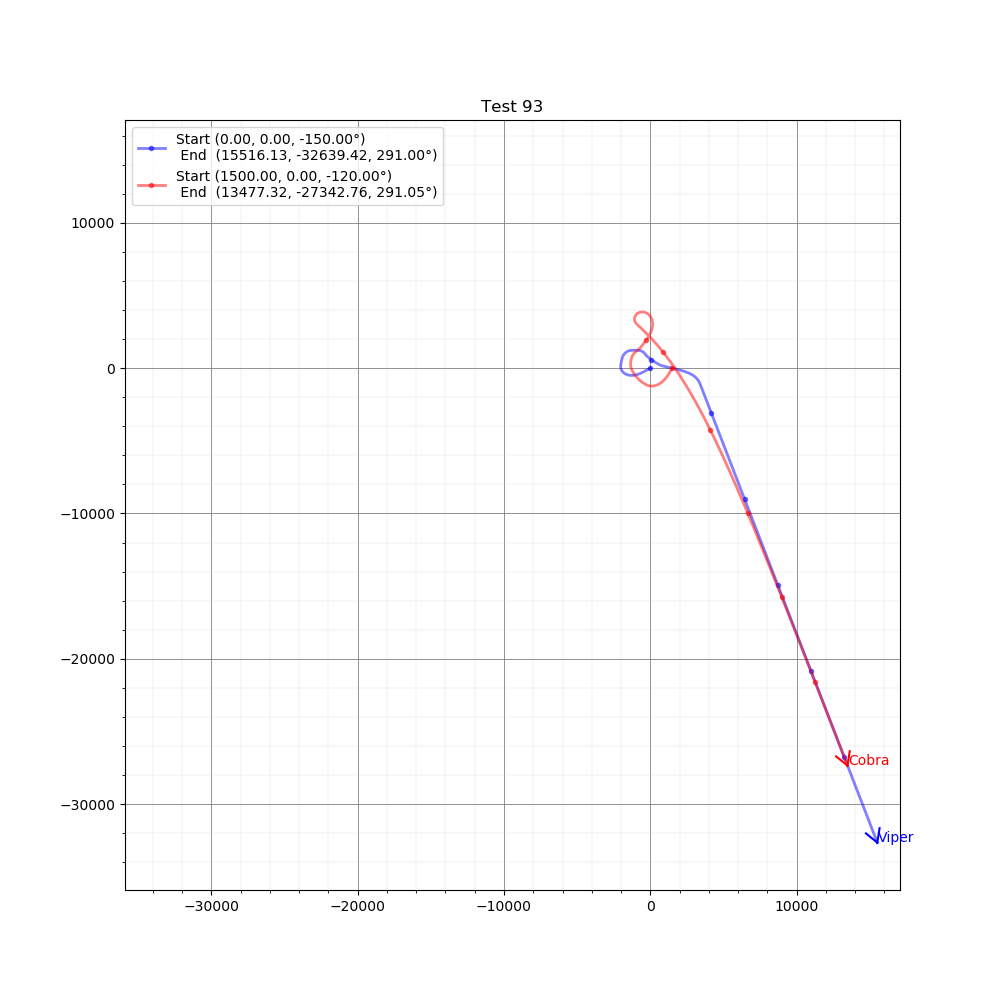 Test 93
Start (0.00, 0.00, -150.00°)
End (15516.13, -32639.42, 291.00°)
Start (1500.00, 0.00, -120.00°)
End (13477.32, -27342.76, 291.05°)
10000
0
−10000
−20000
−30000
Cobra
Viper
−30000
−20000
−10000
0
10000